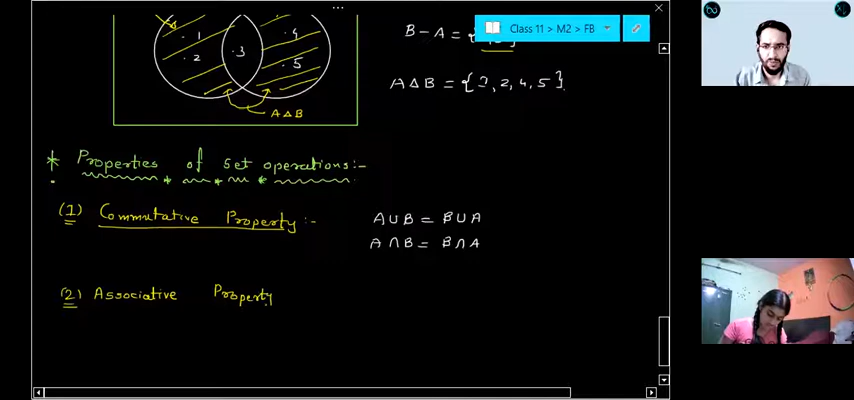 Class 11 > M2 > FB
B - A = {
1
2
3
4
5
A Δ B = {1, 2, 4, 5}
A Δ B
* Properties of set operations:-
(1) Commutative Property :-
A ∪ B = B ∪ A
A ∩ B = B ∩ A
(2) Associative Property